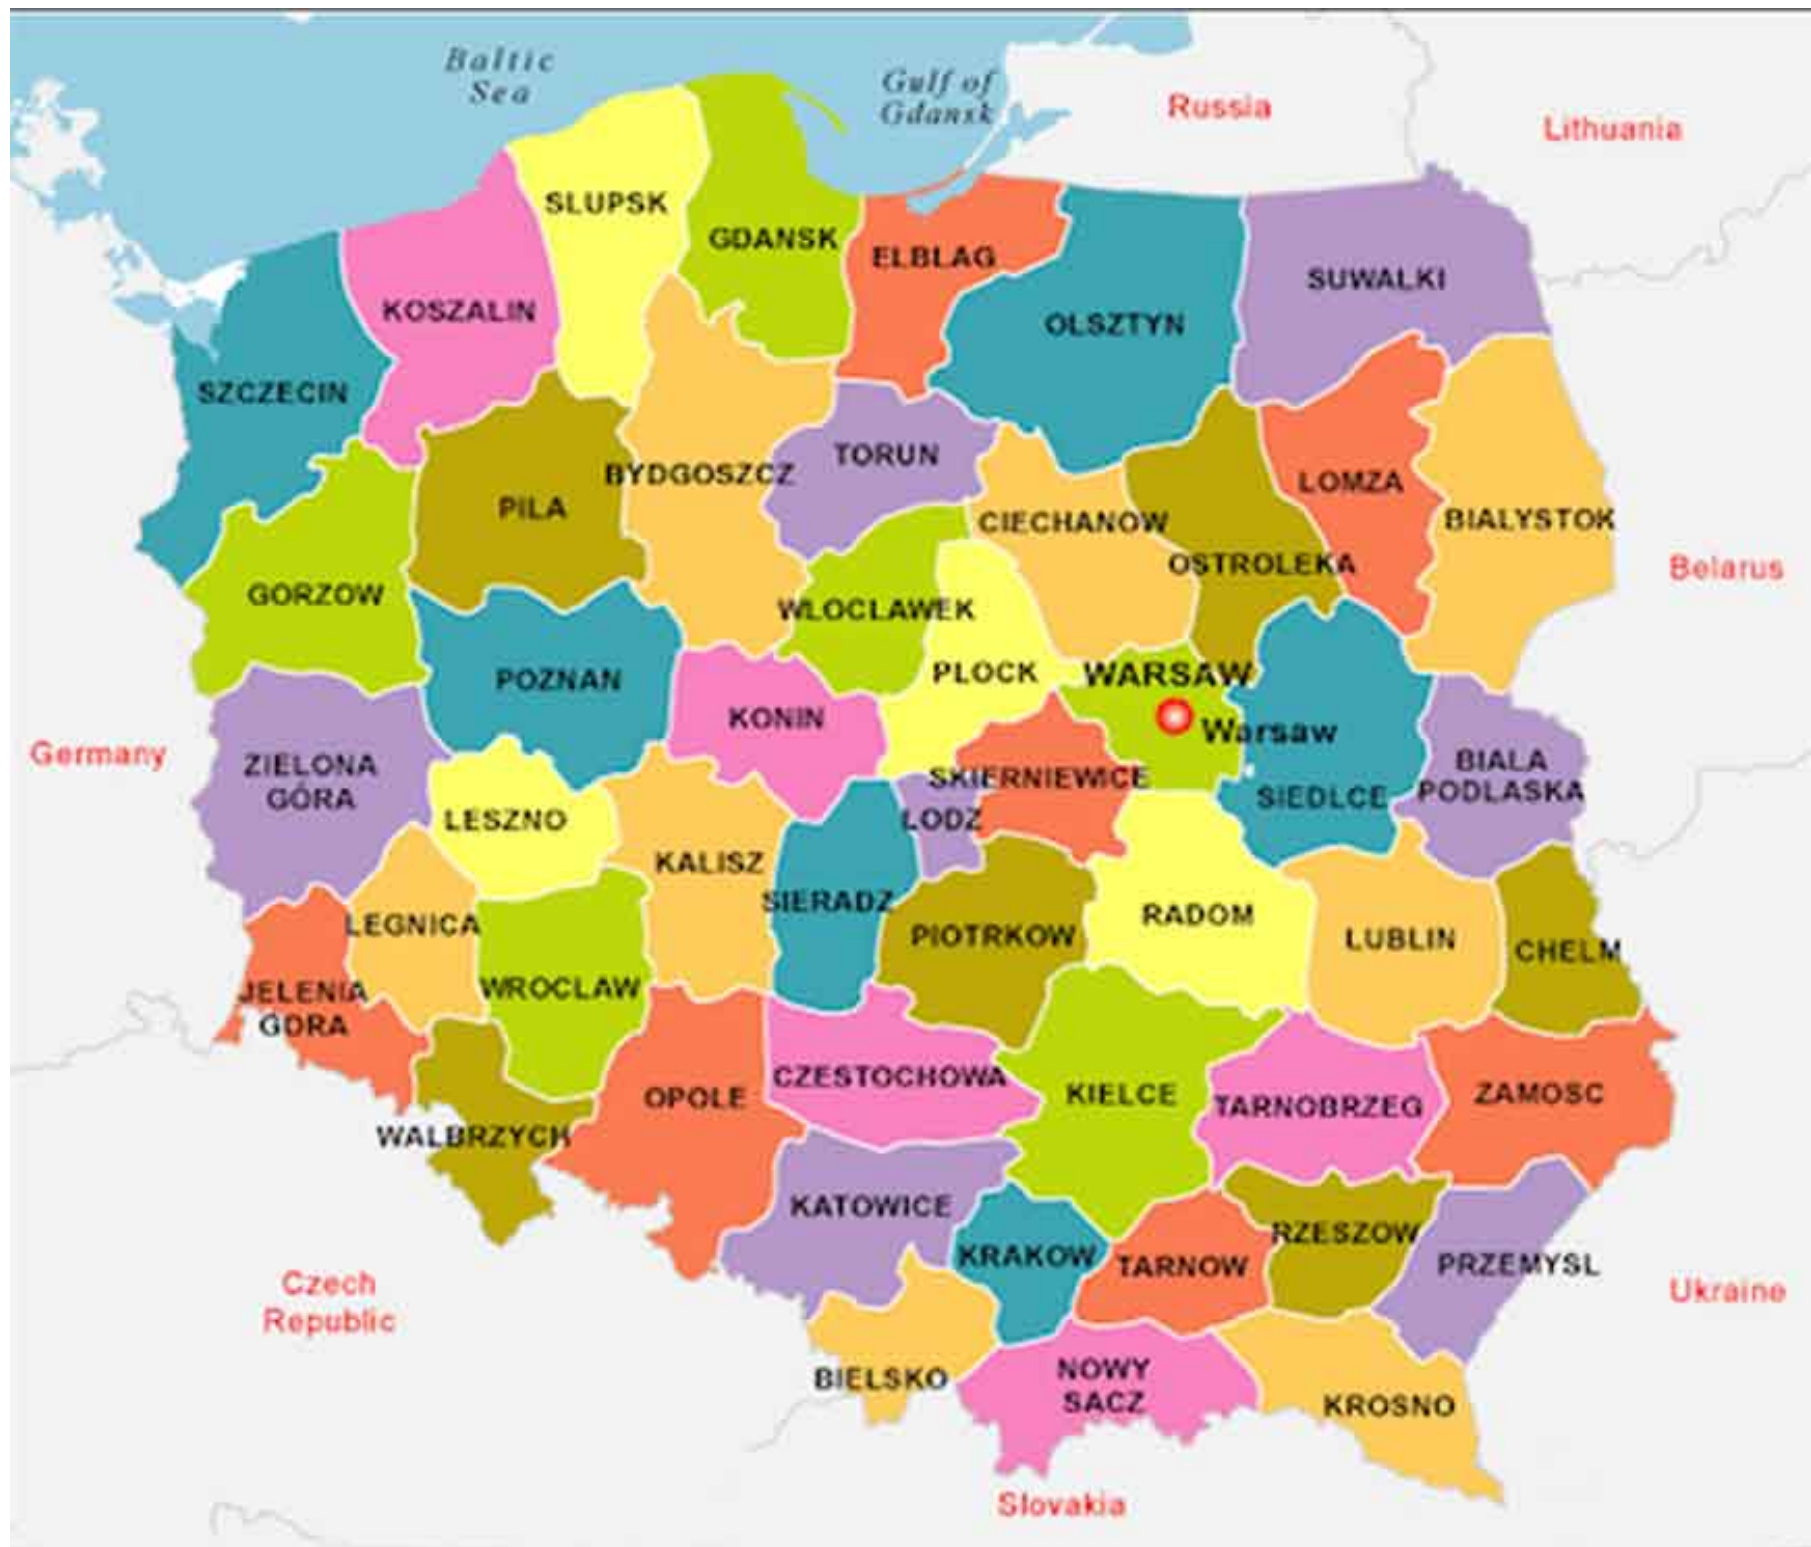 Baltic
Sea
Gulf of
Gdansk
Russia
Lithuania
SLUPSK
GDANSK
ELBLAG
SUWALKI
KOSZALIN
OLSZTYN
SZCZECIN
TORUN
BYDGOSZCZ
LOMZA
PILA
CIECHANOW
BIALYSTOK
OSTROLEKA
Belarus
GORZOW
WLOCLAWEK
POZNAN
PLOCK
WARSAW
KONIN
Warsaw
Germany
ZIELONA
GÓRA
SKIERNIEWICE
BIALA
PODLASKA
SIEDLCE
LESZNO
LODZ
KALISZ
SIERADZ
LEGNICA
PIOTRKOW
RADOM
LUBLIN
CHELM
JELENIA
GORA
WROCLAW
OPOLE
CZESTOCHOWA
KIELCE
TARNOBRZEG
ZAMOSC
WALBRZYCH
KATOWICE
KRAKOW
TARNOW
RZESZOW
PRZEMYSL
Czech
Republic
Ukraine
BIELSKO
NOWY
SACZ
KROSNO
Slovakia